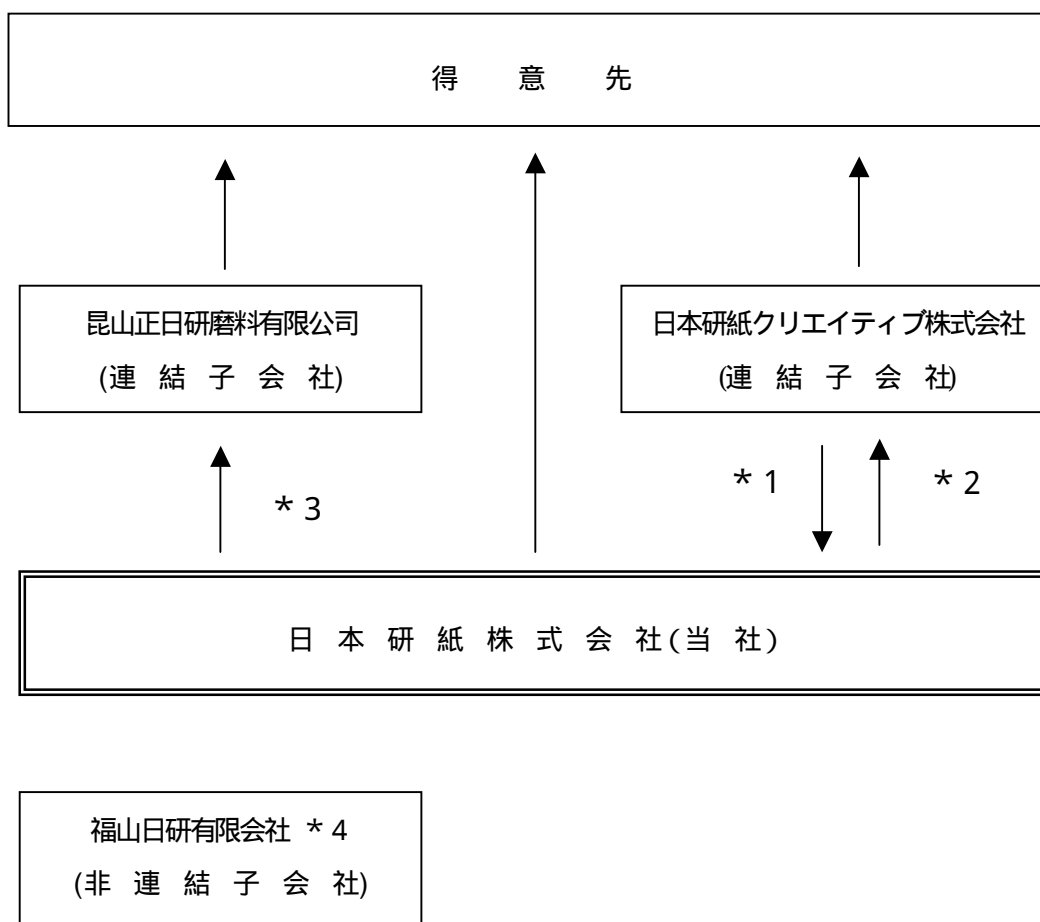 得 意 先
昆山正日研磨料有限公司
(連 結 子 会 社)
日本研紙クリエイティブ株式会社
(連 結 子 会 社)
*3
*1
*2
日 本 研 紙 株 式 会 社(当 社)
福山日研有限会社 *4
(非 連 結 子 会 社)